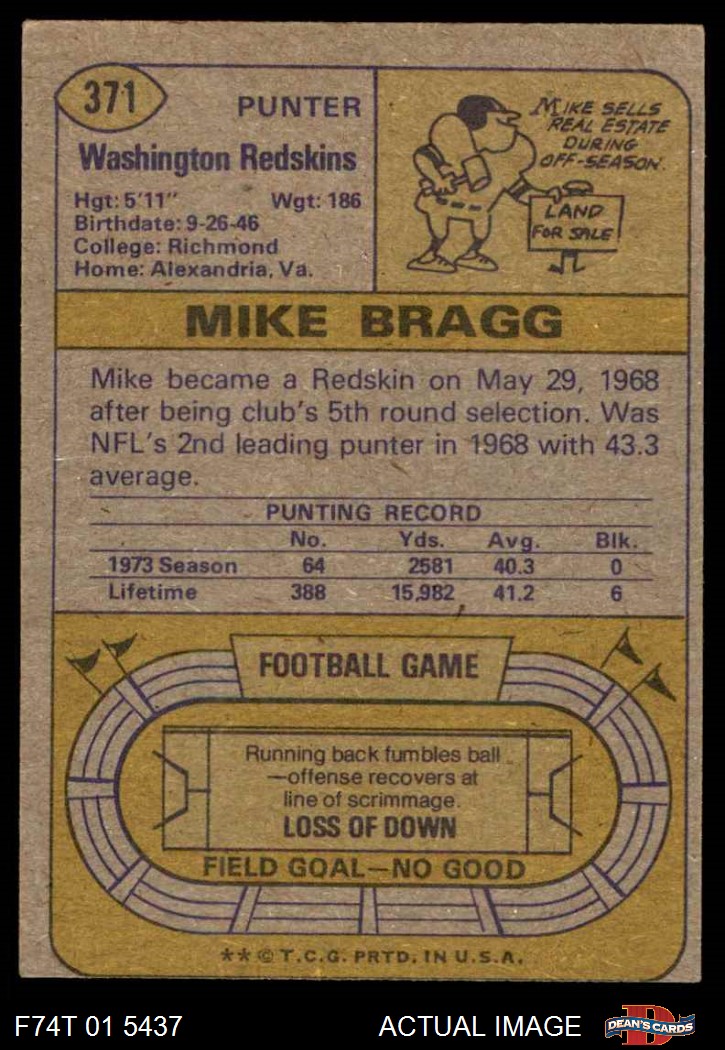 371
PUNTER
Washington Redskins
Hgt: 5'11" Wgt: 186
Birthdate: 9-26-46
College: Richmond
Home: Alexandria, Va.
MIKE SELLS
REAL ESTATE
DURING
OFF-SEASON.
LAND
FOR SALE
MIKE BRAGG
Mike became a Redskin on May 29, 1968
after being club's 5th round selection. Was
NFL's 2nd leading punter in 1968 with 43.3
average.
PUNTING RECORD
No. Yds. Avg. Blk.
1973 Season 64 2581 40.3 0
Lifetime 388 15,982 41.2 6
FOOTBALL GAME
Running back fumbles ball
—offense recovers at
line of scrimmage.
LOSS OF DOWN
FIELD GOAL—NO GOOD
** © T.C.G. PRTD. IN U.S.A.
F74T 01 5437 ACTUAL IMAGE
D
DEAN'S CARDS